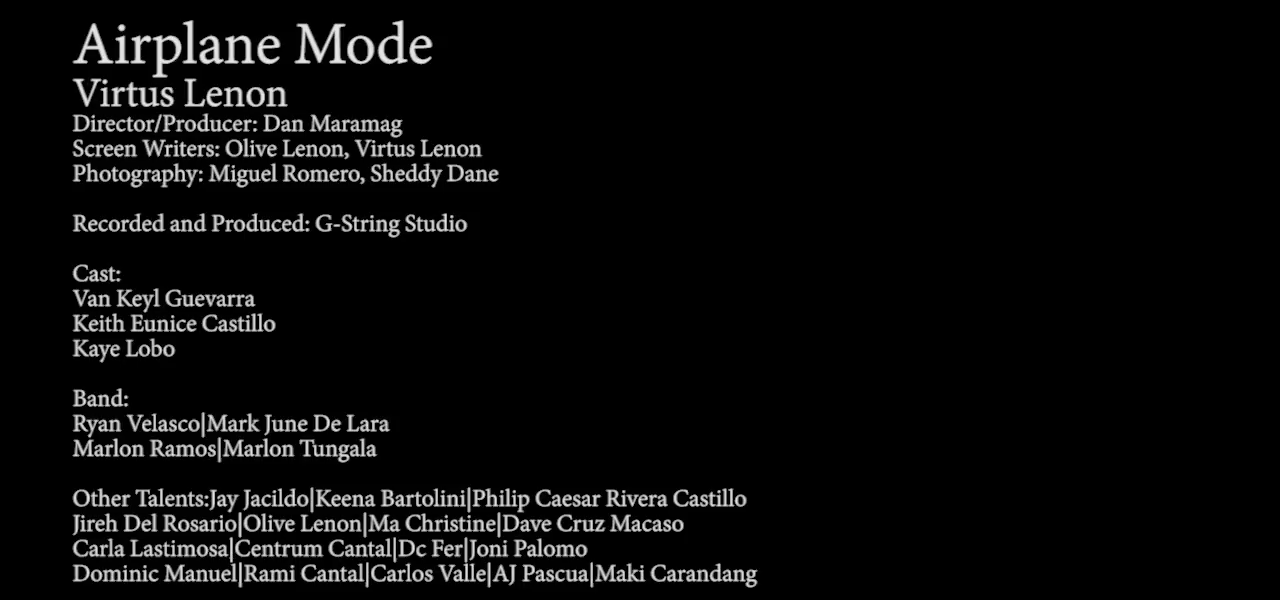 Airplane Mode
Virtus Lenon
Director/Producer: Dan Maramag
Screen Writers: Olive Lenon, Virtus Lenon
Photography: Miguel Romero, Sheddy Dane
Recorded and Produced: G-String Studio
Cast:
Van Keyl Guevarra
Keith Eunice Castillo
Kaye Lobo
Band:
Ryan Velasco|Mark June De Lara
Marlon Ramos|Marlon Tungala
Other Talents:Jay Jacildo|Keena Bartolini|Philip Caesar Rivera Castillo
Jireh Del Rosario|Olive Lenon|Ma Christine|Dave Cruz Macaso
Carla Lastimosa|Centrum Cantal|Dc Fer|Joni Palomo
Dominic Manuel|Rami Cantal|Carlos Valle|AJ Pascua|Maki Carandang